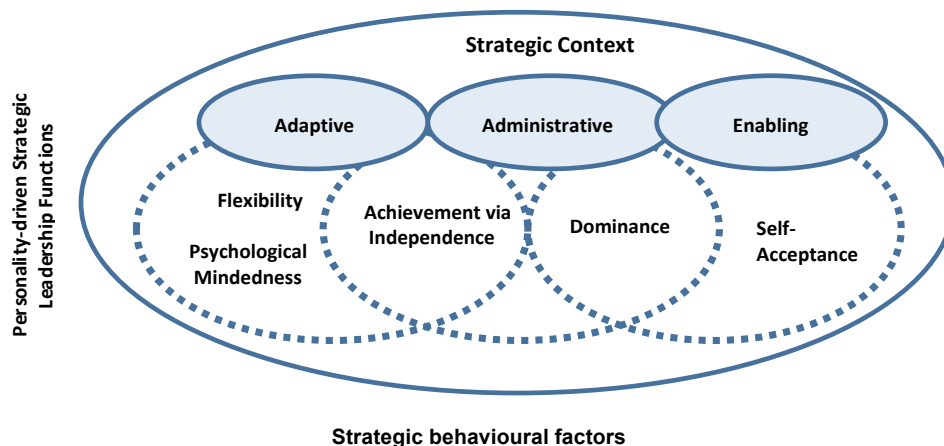 Strategic Context
Adaptive
Administrative
Enabling
Flexibility
Psychological
Mindedness
Achievement via
Independence
Dominance
Self-
Acceptance
Personality-driven Strategic
Leadership Functions
Strategic behavioural factors